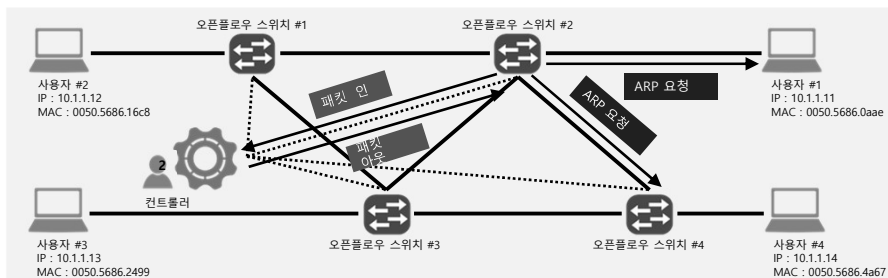 오픈플로우 스위치 #1
오픈플로우 스위치 #2
사용자 #2
IP : 10.1.1.12
MAC : 0050.5686.16c8
패킷 인
ARP 요청
ARP 요청
사용자 #1
IP : 10.1.1.11
MAC : 0050.5686.0aae
패킷
아웃
2
컨트롤러
사용자 #3
IP : 10.1.1.13
MAC : 0050.5686.2499
오픈플로우 스위치 #3
오픈플로우 스위치 #4
사용자 #4
IP : 10.1.1.14
MAC : 0050.5686.4a67